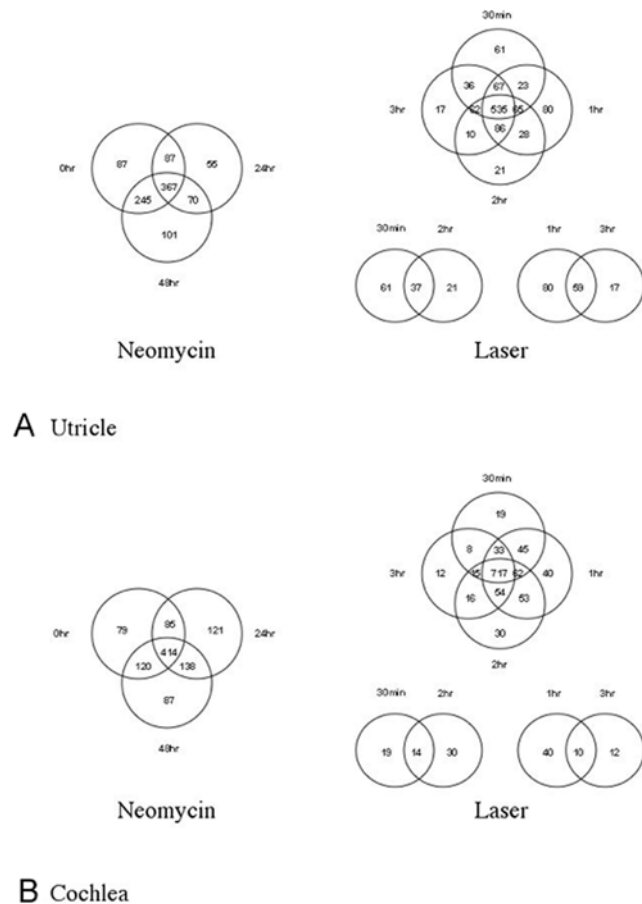 30min
61
36 67 23
3hr 17 535 65 80 1hr
10 86 28
21
2hr
0hr 87 87 55 24hr
367
245 70
101
48hr
30min 2hr 1hr 3hr
61 37 21 80 59 17
Neomycin Laser
A Utricle
30min
19
8 33 45
3hr 12 717 62 40 1hr
16 54 53
30
2hr
0hr 79 85 121 24hr
414
120 138
87
48hr
30min 2hr 1hr 3hr
19 14 30 40 10 12
Neomycin Laser
B Cochlea